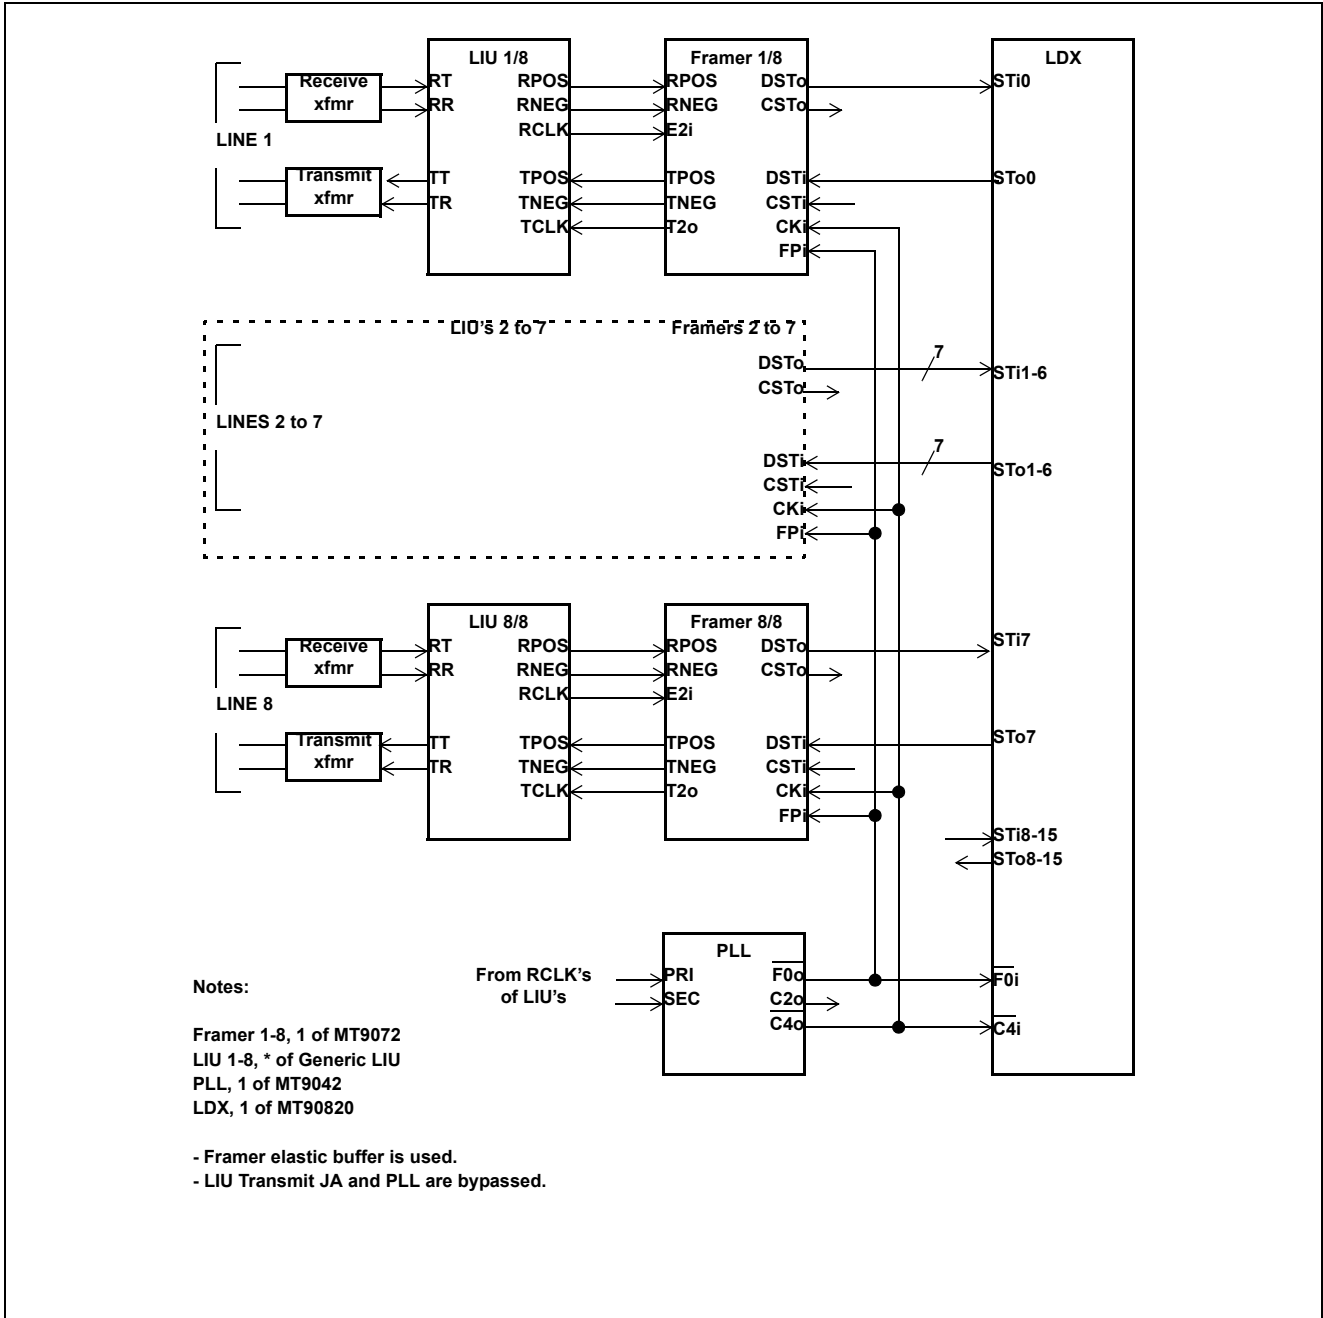 LIU 1/8
Framer 1/8
LDX
Receive
xfmr
RT
RR
RPOS
RNEG
RCLK
RPOS
RNEG
E2i
DSTo
CSTo
STi0
LINE 1
Transmit
xfmr
TT
TR
TPOS
TNEG
TCLK
TPOS
TNEG
T2o
DSTi
CSTi
CKi
FPi
STo0
LIU's 2 to 7
Framers 2 to 7
DSTo
CSTo
7
STi1-6
LINES 2 to 7
DSTi
CSTi
CKi
FPi
7
STo1-6
LIU 8/8
Framer 8/8
Receive
xfmr
RT
RR
RPOS
RNEG
RCLK
RPOS
RNEG
E2i
DSTo
CSTo
STi7
LINE 8
Transmit
xfmr
TT
TR
TPOS
TNEG
TCLK
TPOS
TNEG
T2o
DSTi
CSTi
CKi
FPi
STo7
STi8-15
STo8-15
PLL
From RCLK's
of LIU's
PRI
SEC
F0o
C2o
C4o
F0i
C4i
Notes:
Framer 1-8, 1 of MT9072
LIU 1-8, * of Generic LIU
PLL, 1 of MT9042
LDX, 1 of MT90820
- Framer elastic buffer is used.
- LIU Transmit JA and PLL are bypassed.